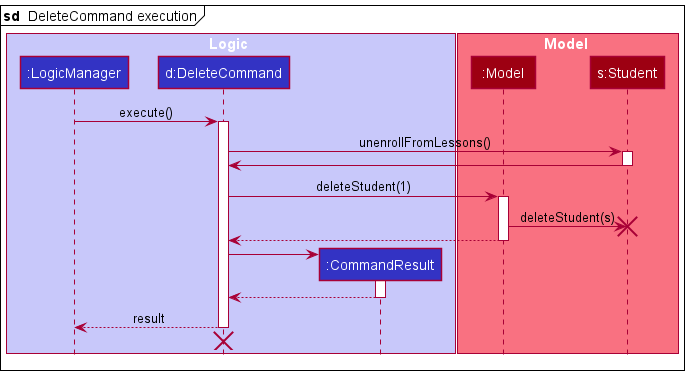 sd DeleteCommand execution
Logic
Model
:LogicManager
d:DeleteCommand
:Model
s:Student
execute()
unenrollFromLessons()
deleteStudent(1)
deleteStudent(s)
:CommandResult
result